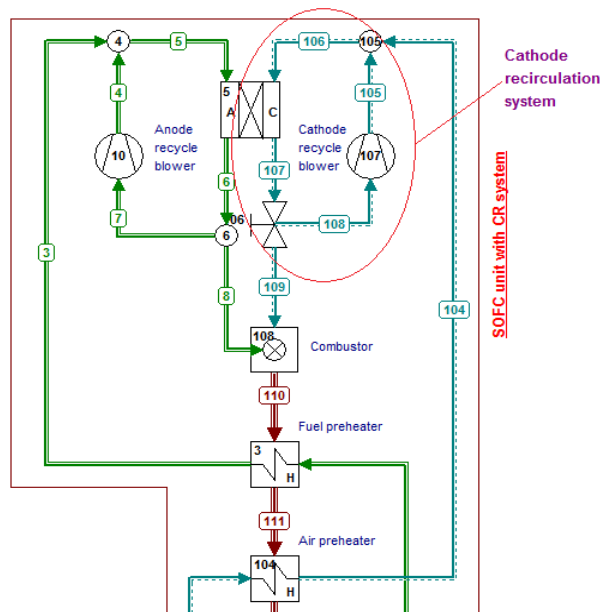 4
5
106
105
Cathode
recirculation
system
4
5
A
C
105
Anode
recycle
blower
10
Cathode
recycle
blower
107
6
107
7
6
06
108
3
8
109
104
SOFC unit with CR system
108
Combustor
110
Fuel preheater
3
H
111
Air preheater
104
H